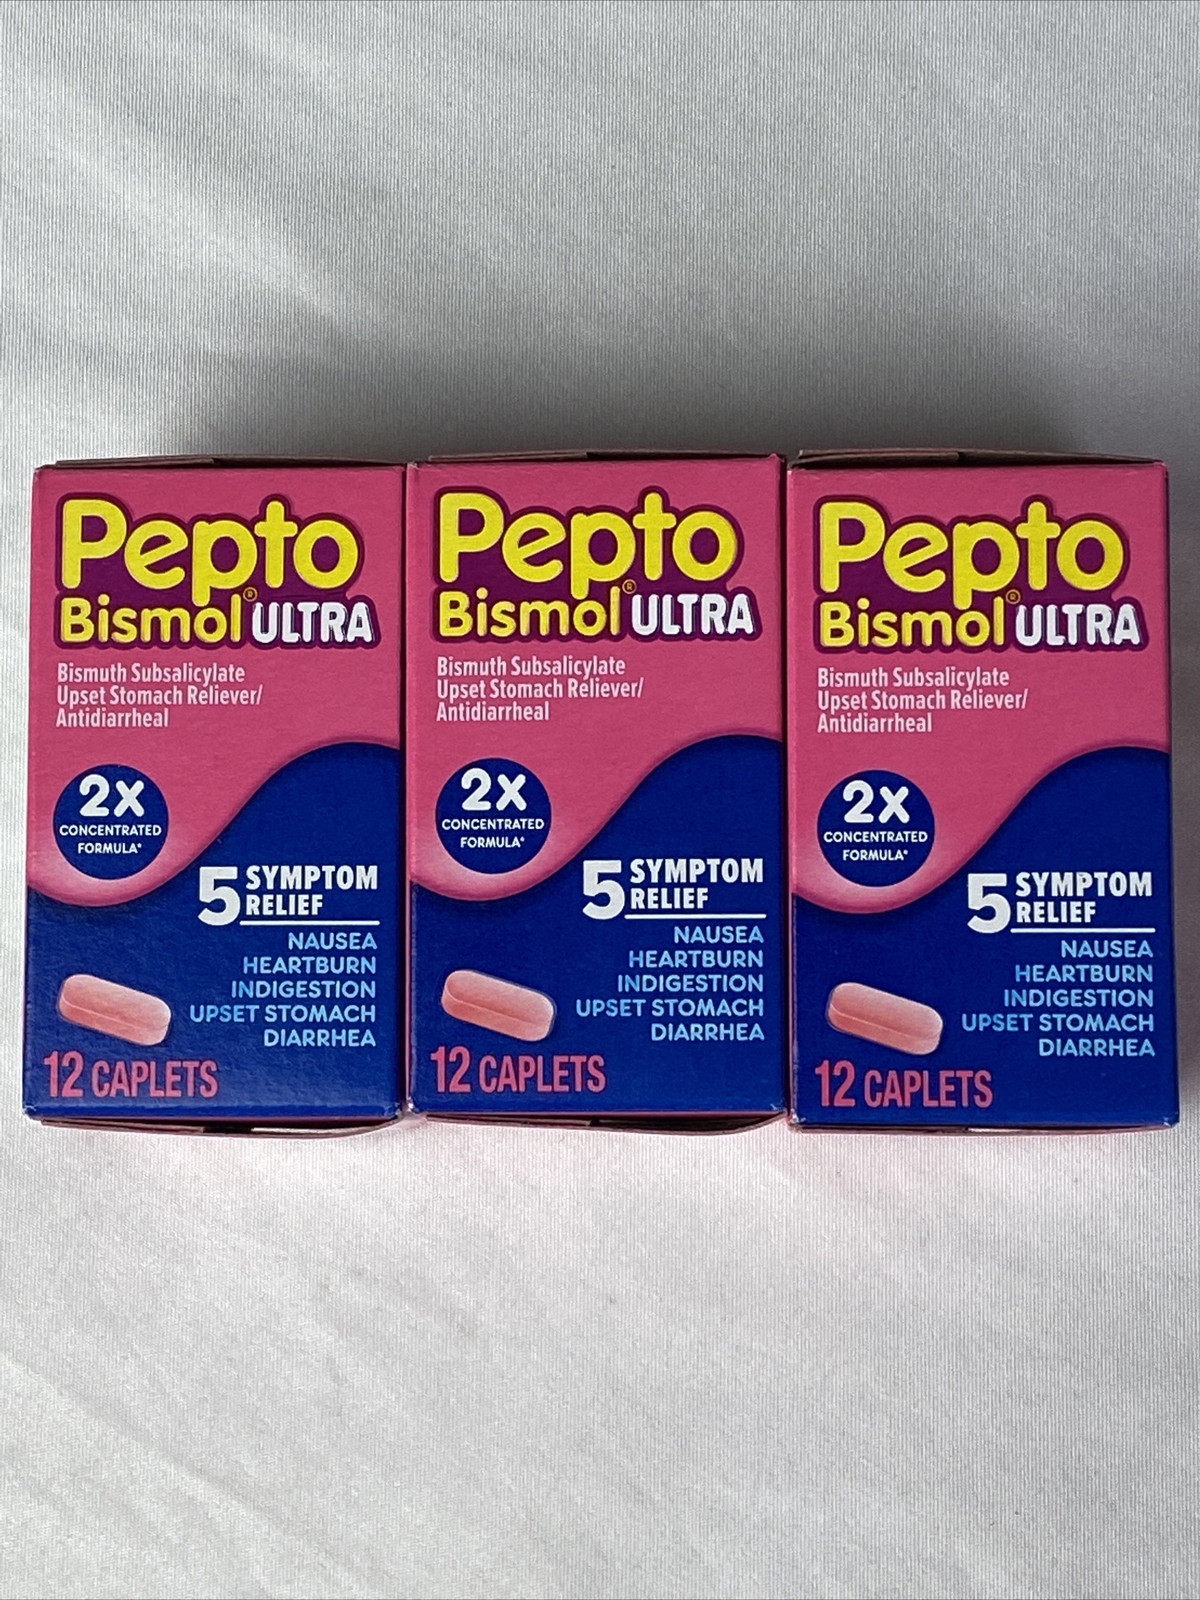 Pepto
Bismol® ULTRA
Bismuth Subsalicylate
Upset Stomach Reliever/
Antidiarrheal
2X
CONCENTRATED
FORMULA*
5 SYMPTOM
RELIEF
NAUSEA
HEARTBURN
INDIGESTION
UPSET STOMACH
DIARRHEA
12 CAPLETS
Pepto
Bismol® ULTRA
Bismuth Subsalicylate
Upset Stomach Reliever/
Antidiarrheal
2X
CONCENTRATED
FORMULA*
5 SYMPTOM
RELIEF
NAUSEA
HEARTBURN
INDIGESTION
UPSET STOMACH
DIARRHEA
12 CAPLETS
Pepto
Bismol® ULTRA
Bismuth Subsalicylate
Upset Stomach Reliever/
Antidiarrheal
2X
CONCENTRATED
FORMULA*
5 SYMPTOM
RELIEF
NAUSEA
HEARTBURN
INDIGESTION
UPSET STOMACH
DIARRHEA
12 CAPLETS